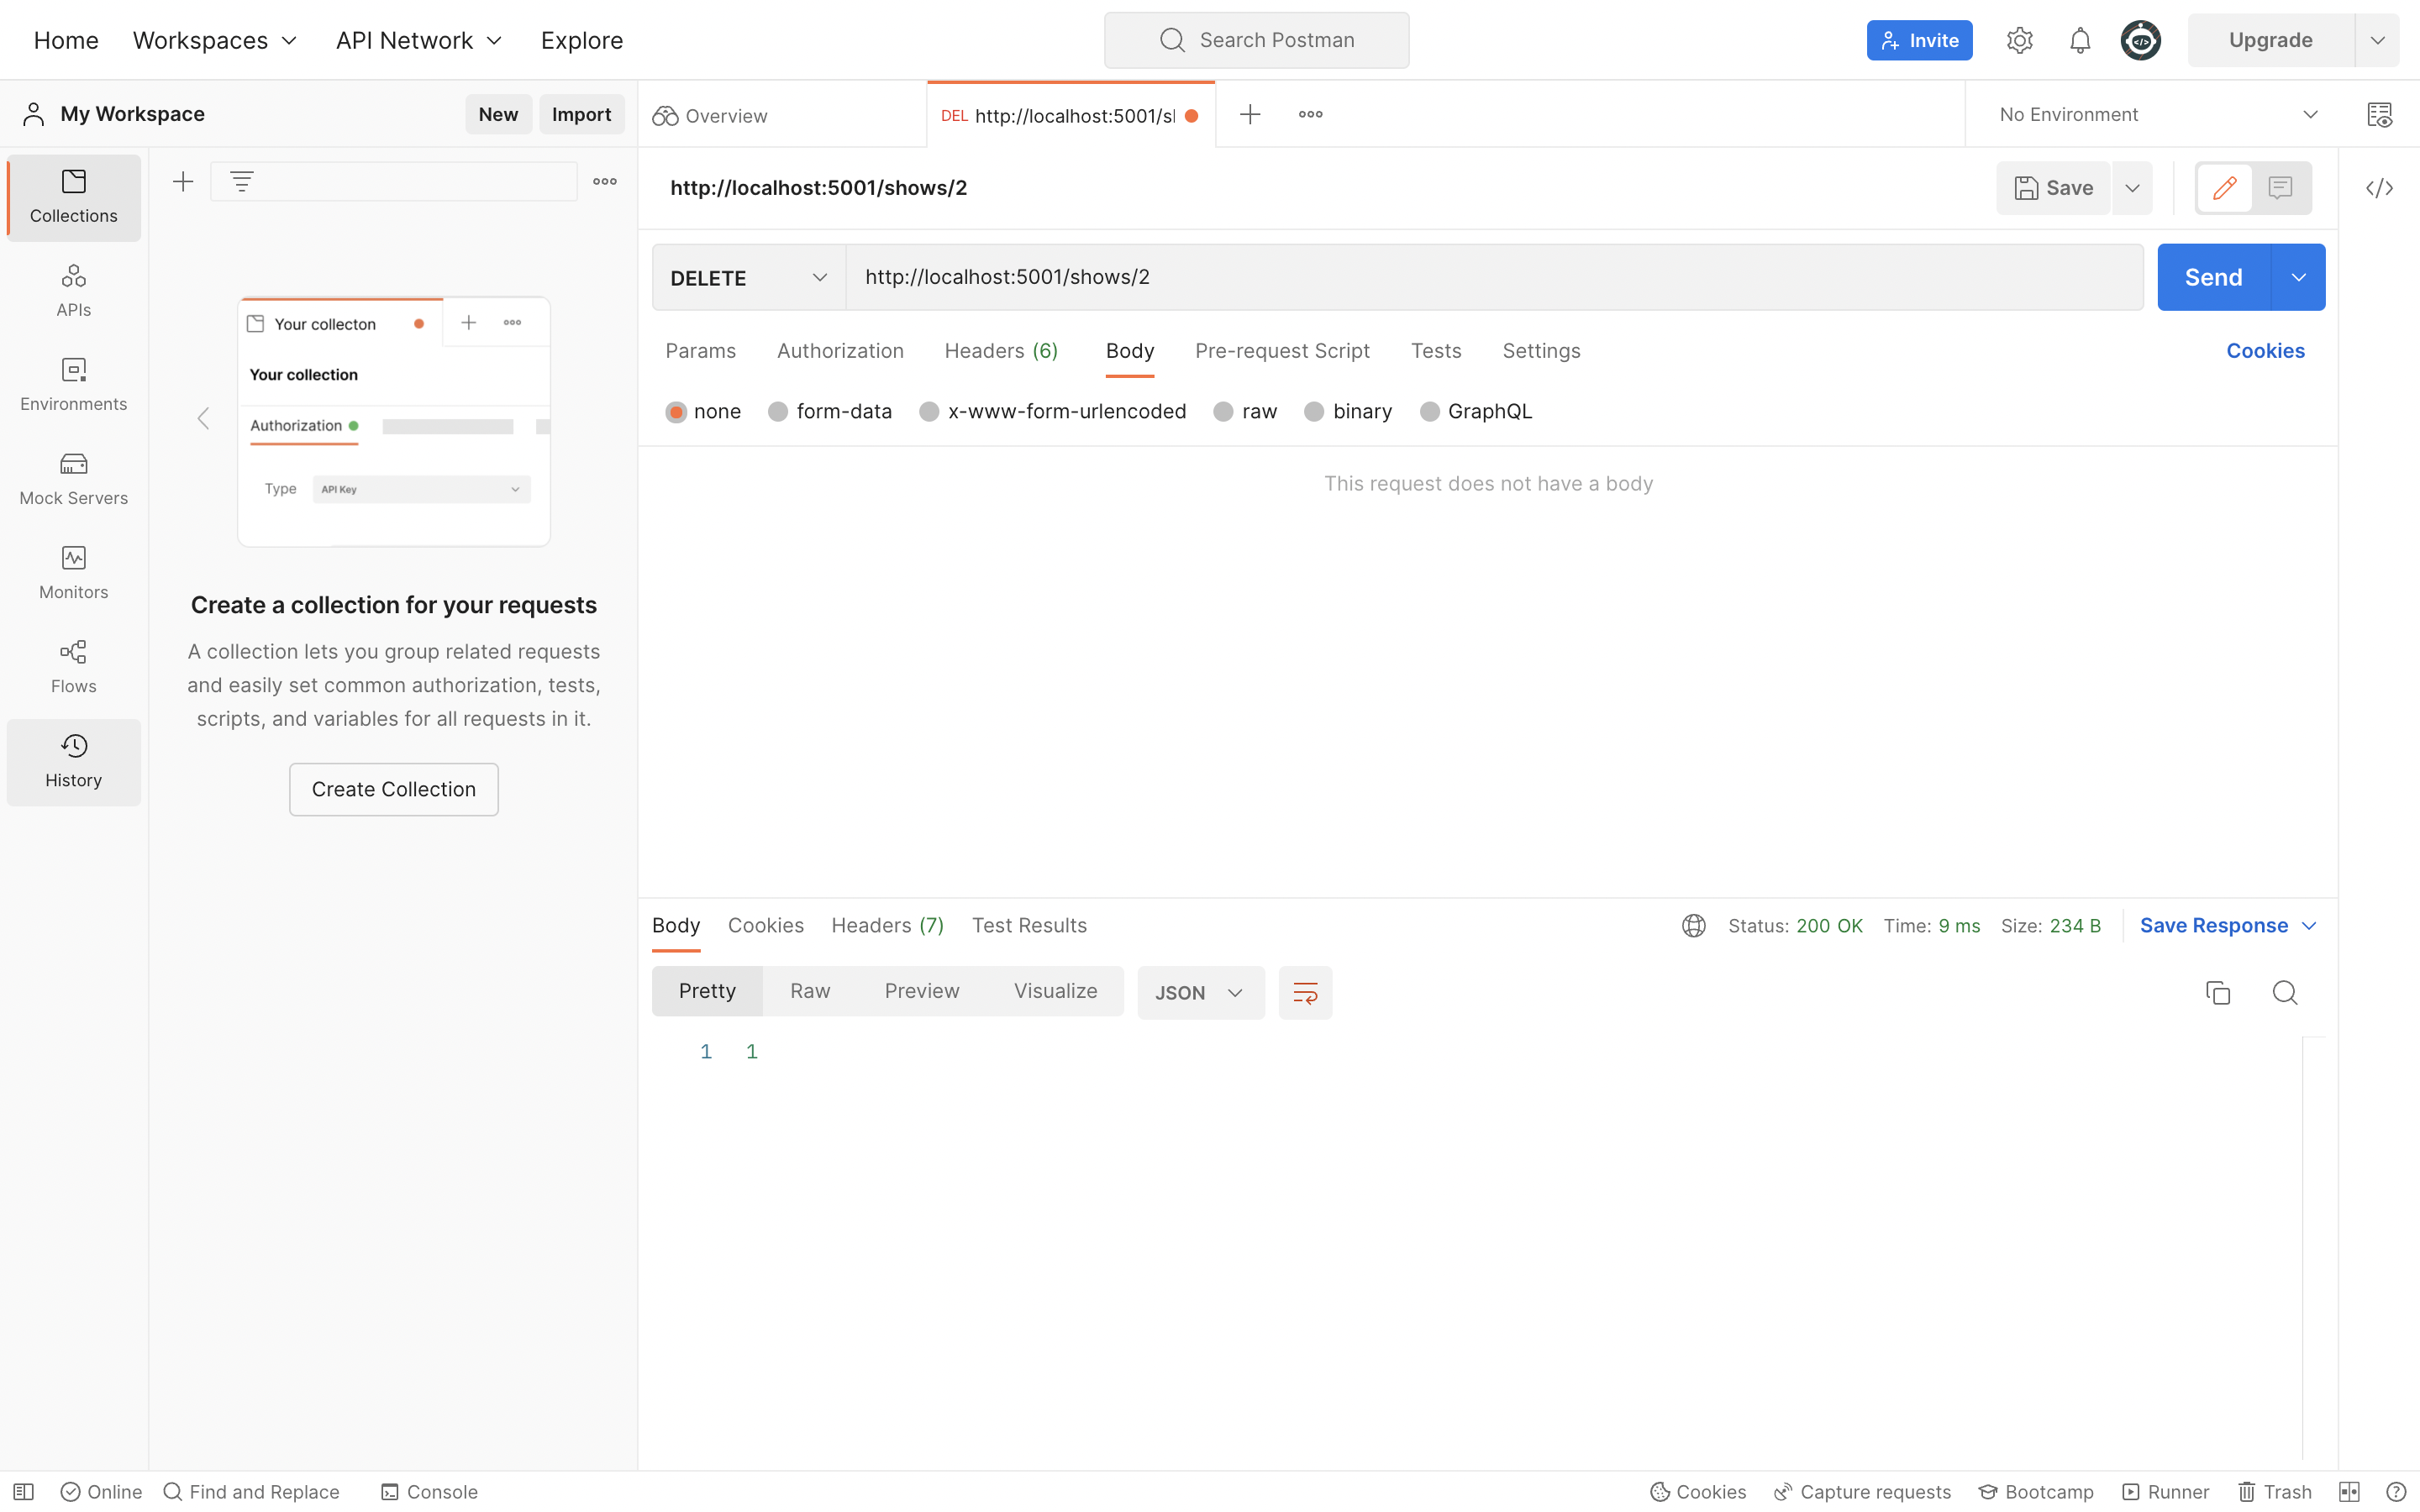 Home Workspaces API Network Explore Search Postman Invite Upgrade
My Workspace New Import Overview DEL http://localhost:5001/sl No Environment
Collections
APIs
Environments
Mock Servers
Monitors
Flows
History
Your collecton
Your collection
Authorization
Type API Key
Create a collection for your requests
A collection lets you group related requests
and easily set common authorization, tests,
scripts, and variables for all requests in it.
Create Collection
http://localhost:5001/shows/2 Save
DELETE http://localhost:5001/shows/2 Send
Params Authorization Headers (6) Body Pre-request Script Tests Settings Cookies
none form-data x-www-form-urlencoded raw binary GraphQL
This request does not have a body
Body Cookies Headers (7) Test Results Status: 200 OK Time: 9 ms Size: 234 B Save Response
Pretty Raw Preview Visualize JSON
1 1
Online Find and Replace Console Cookies Capture requests Bootcamp Runner Trash